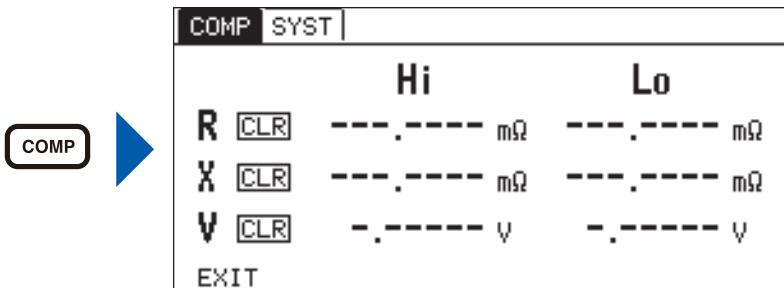 COMP SYST
Hi Lo
COMP
R CLR ---.---- mΩ ---.---- mΩ
X CLR ---.---- mΩ ---.---- mΩ
V CLR -.----- V -.----- V
EXIT